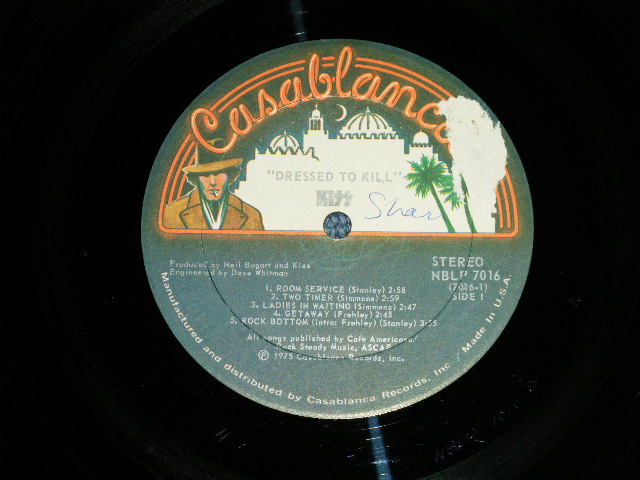 Casablanca
"DRESSED TO KILL"
KISS
Shar
Produced by Neil Bogart and Kiss
Engineered by Dave Whitman
STEREO
NBLP 7016
(7016-1)
SIDE 1
1. ROOM SERVICE (Stanley) 2:58
2. TWO TIMER (Simmons) 2:59
3. LADIES IN WAITING (Simmons) 2:47
4. GETAWAY (Frehley) 2:45
5. ROCK BOTTOM (Intro: Frehley) (Stanley) 3:55
All songs published by Cafe Americana/
Rock Steady Music, ASCAP
Ⓟ 1975 Casablanca Records, Inc.
Manufactured and distributed by Casablanca Records, Inc./Made in U.S.A.